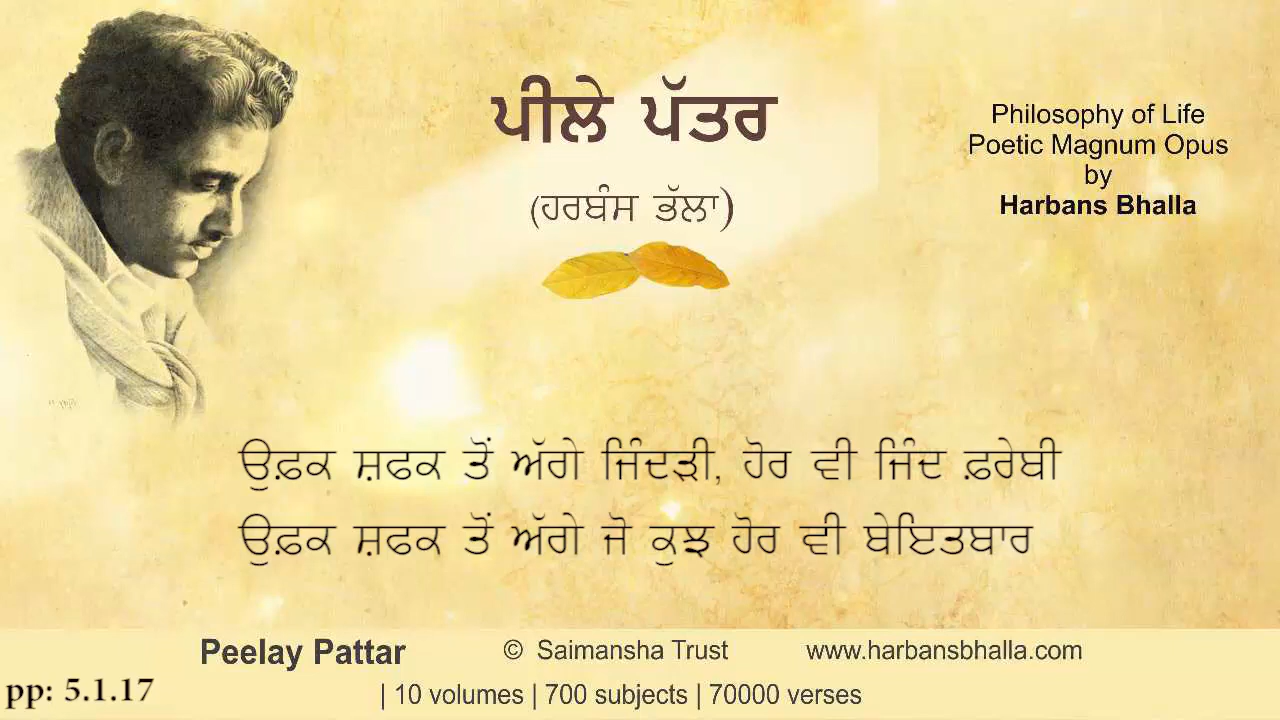 ਪੀਲੇ ਪੱਤਰ
(ਹਰਬੰਸ ਭੱਲਾ)
Philosophy of Life
Poetic Magnum Opus
by
Harbans Bhalla
ਉਫ਼ਕ ਸ਼ਫਕ ਤੋਂ ਅੱਗੇ ਜਿੰਦੜੀ, ਹੋਰ ਵੀ ਜਿੰਦ ਫ਼ਰੇਬੀ
ਉਫ਼ਕ ਸ਼ਫਕ ਤੋਂ ਅੱਗੇ ਜੋ ਕੁਝ ਹੋਰ ਵੀ ਬੇਇਤਬਾਰ
Peelay Pattar © Saimansha Trust www.harbansbhalla.com
pp: 5.1.17 | 10 volumes | 700 subjects | 70000 verses